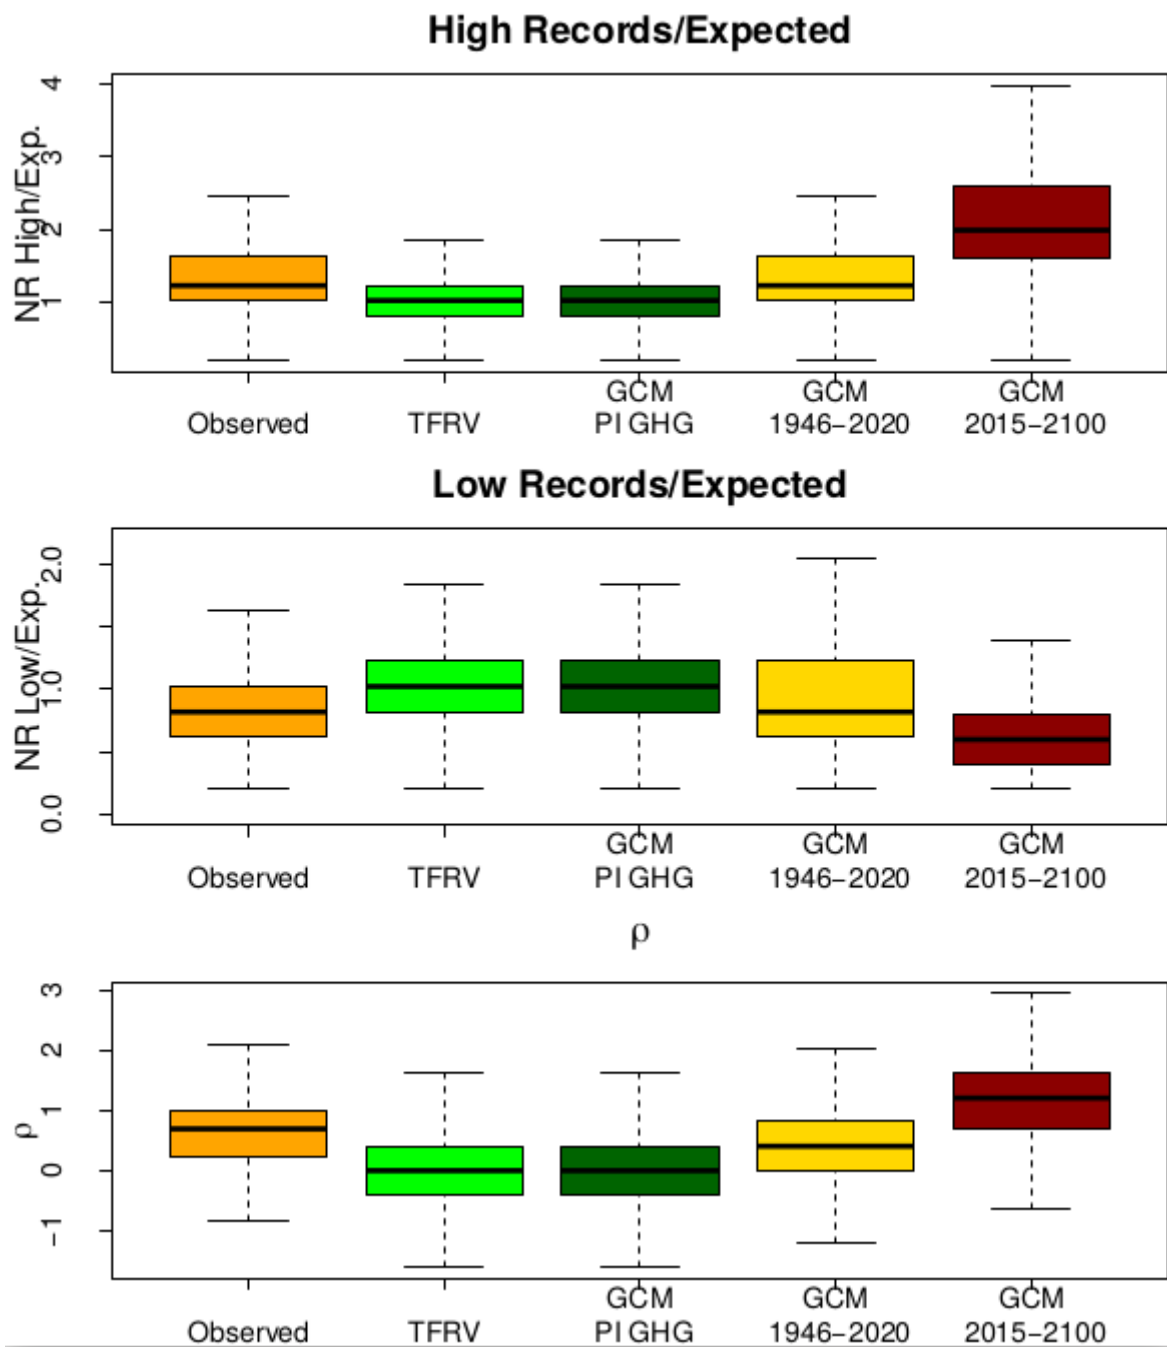 High Records/Expected
NR High/Exp.
4
3
2
1
GCM GCM GCM
Observed TFRV PI GHG 1946−2020 2015−2100
Low Records/Expected
NR Low/Exp.
2.0
1.0
0.0
GCM GCM GCM
Observed TFRV PI GHG 1946−2020 2015−2100
ρ
ρ
3
2
1
0
−1
GCM GCM GCM
Observed TFRV PI GHG 1946−2020 2015−2100